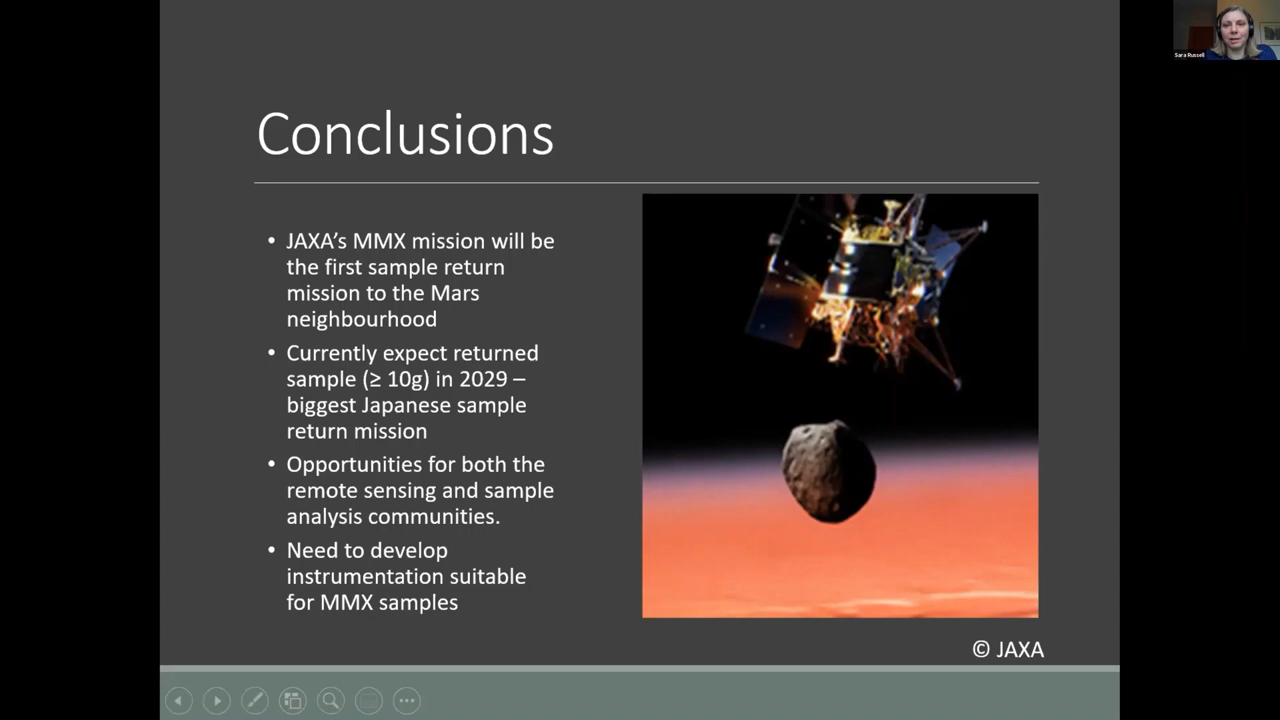 Sara Russell
Conclusions
• JAXA’s MMX mission will be
the first sample return
mission to the Mars
neighbourhood
• Currently expect returned
sample (≥ 10g) in 2029 –
biggest Japanese sample
return mission
• Opportunities for both the
remote sensing and sample
analysis communities.
• Need to develop
instrumentation suitable
for MMX samples
© JAXA